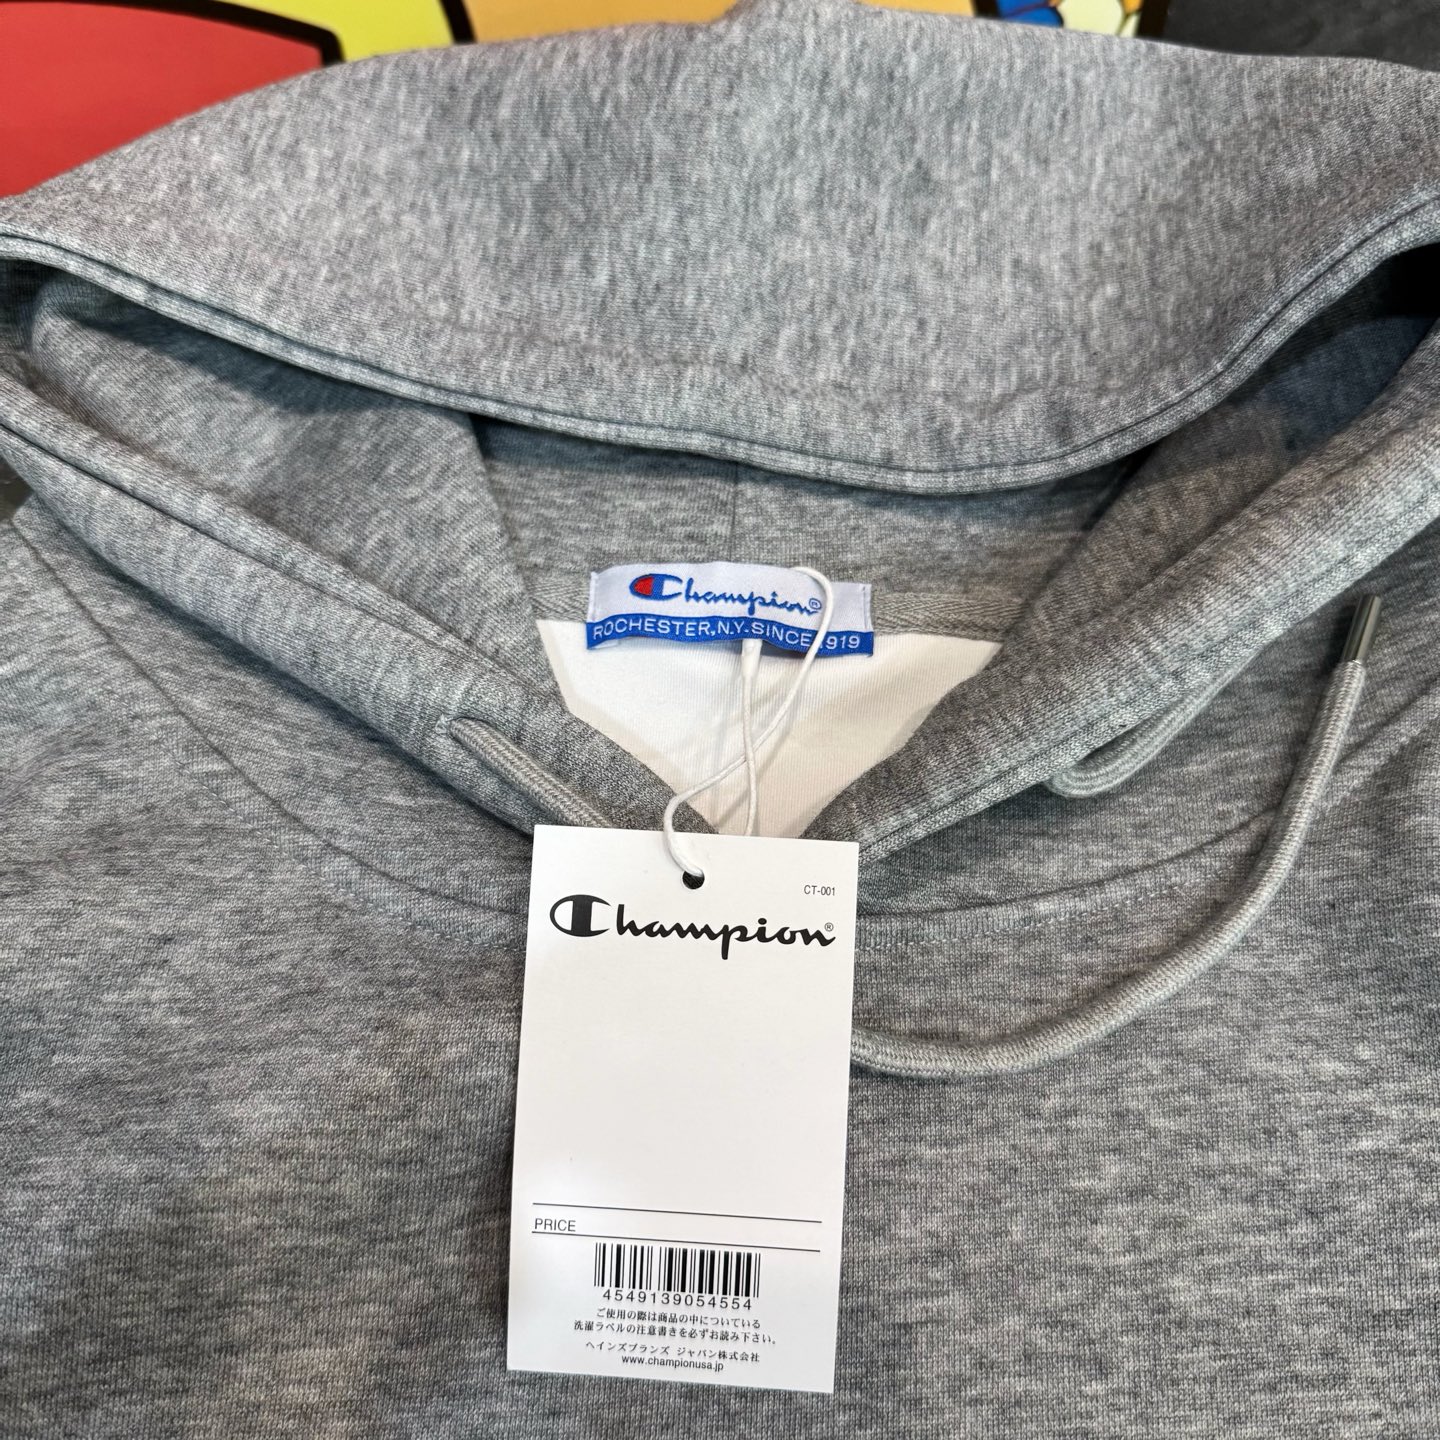 Champion®
ROCHESTER,N.Y.SINCE 1919
CT-001
Champion®
PRICE
4549139054554
ご使用の際は商品の中についている
洗濯ラベルの注意書きを必ずお読み下さい。
ヘインズブランズ ジャパン株式会社
www.championusa.jp